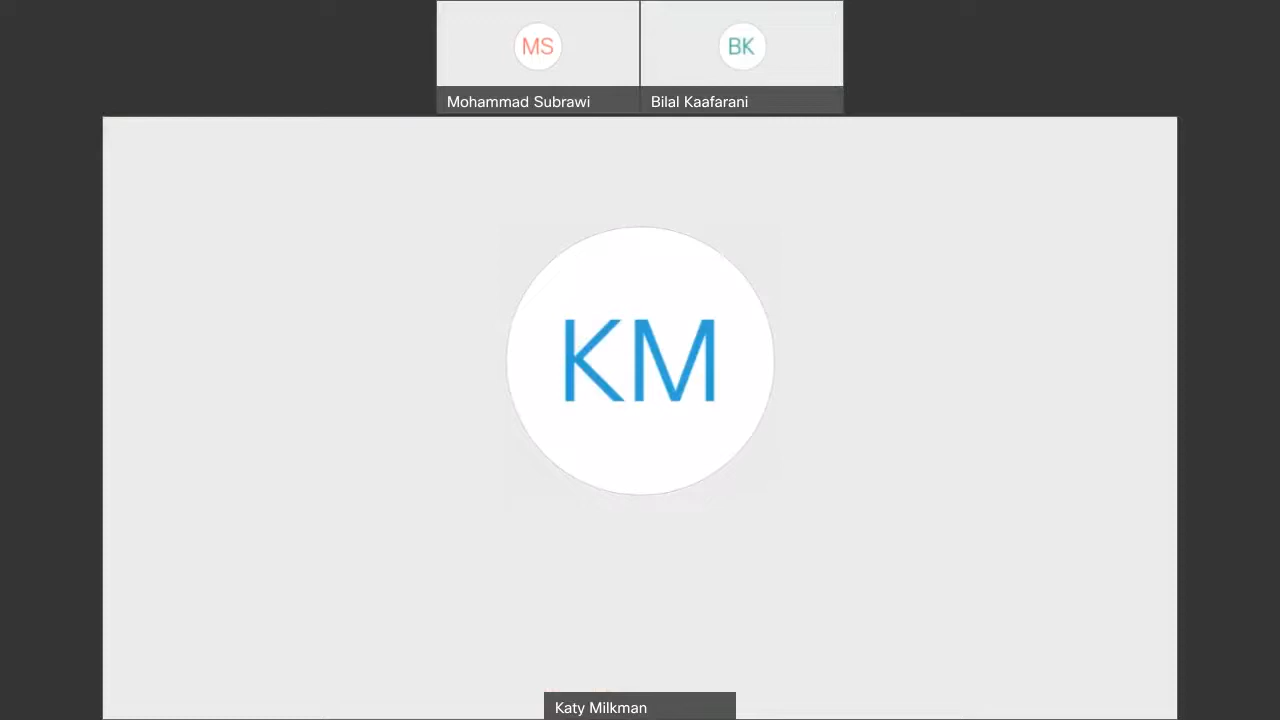 MS
BK
Mohammad Subrawi
Bilal Kaafarani
KM
Katy Milkman